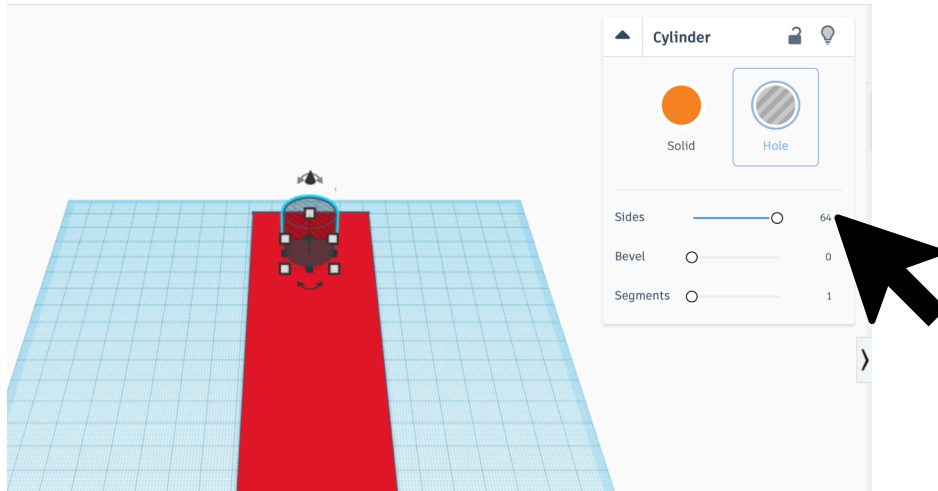 Cylinder
Solid
Hole
Sides 64
Bevel 0
Segments 1